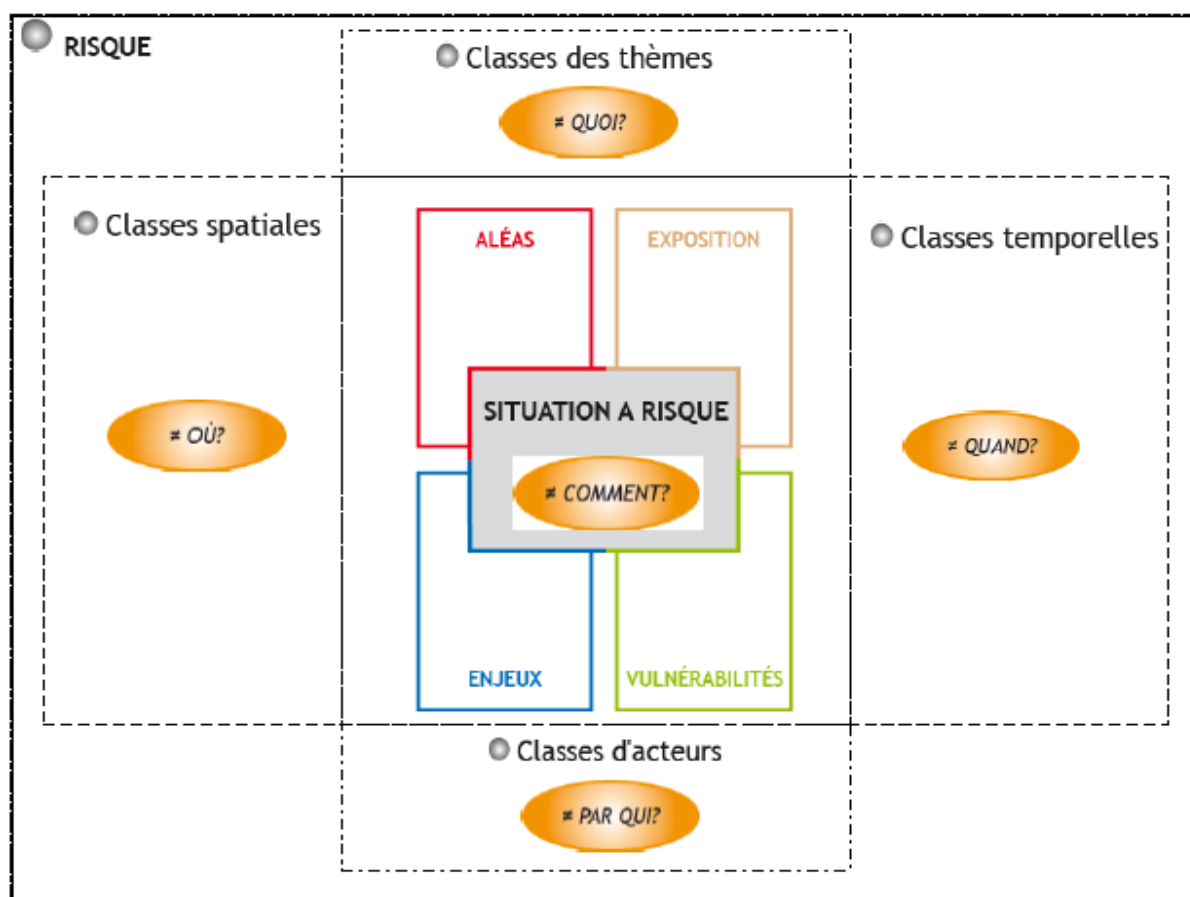 RISQUE
Classes des thèmes
≠ QUOI?
Classes spatiales
ALÉAS
EXPOSITION
Classes temporelles
SITUATION A RISQUE
≠ OÙ?
≠ QUAND?
≠ COMMENT?
ENJEUX
VULNÉRABILITÉS
Classes d'acteurs
≠ PAR QUI?